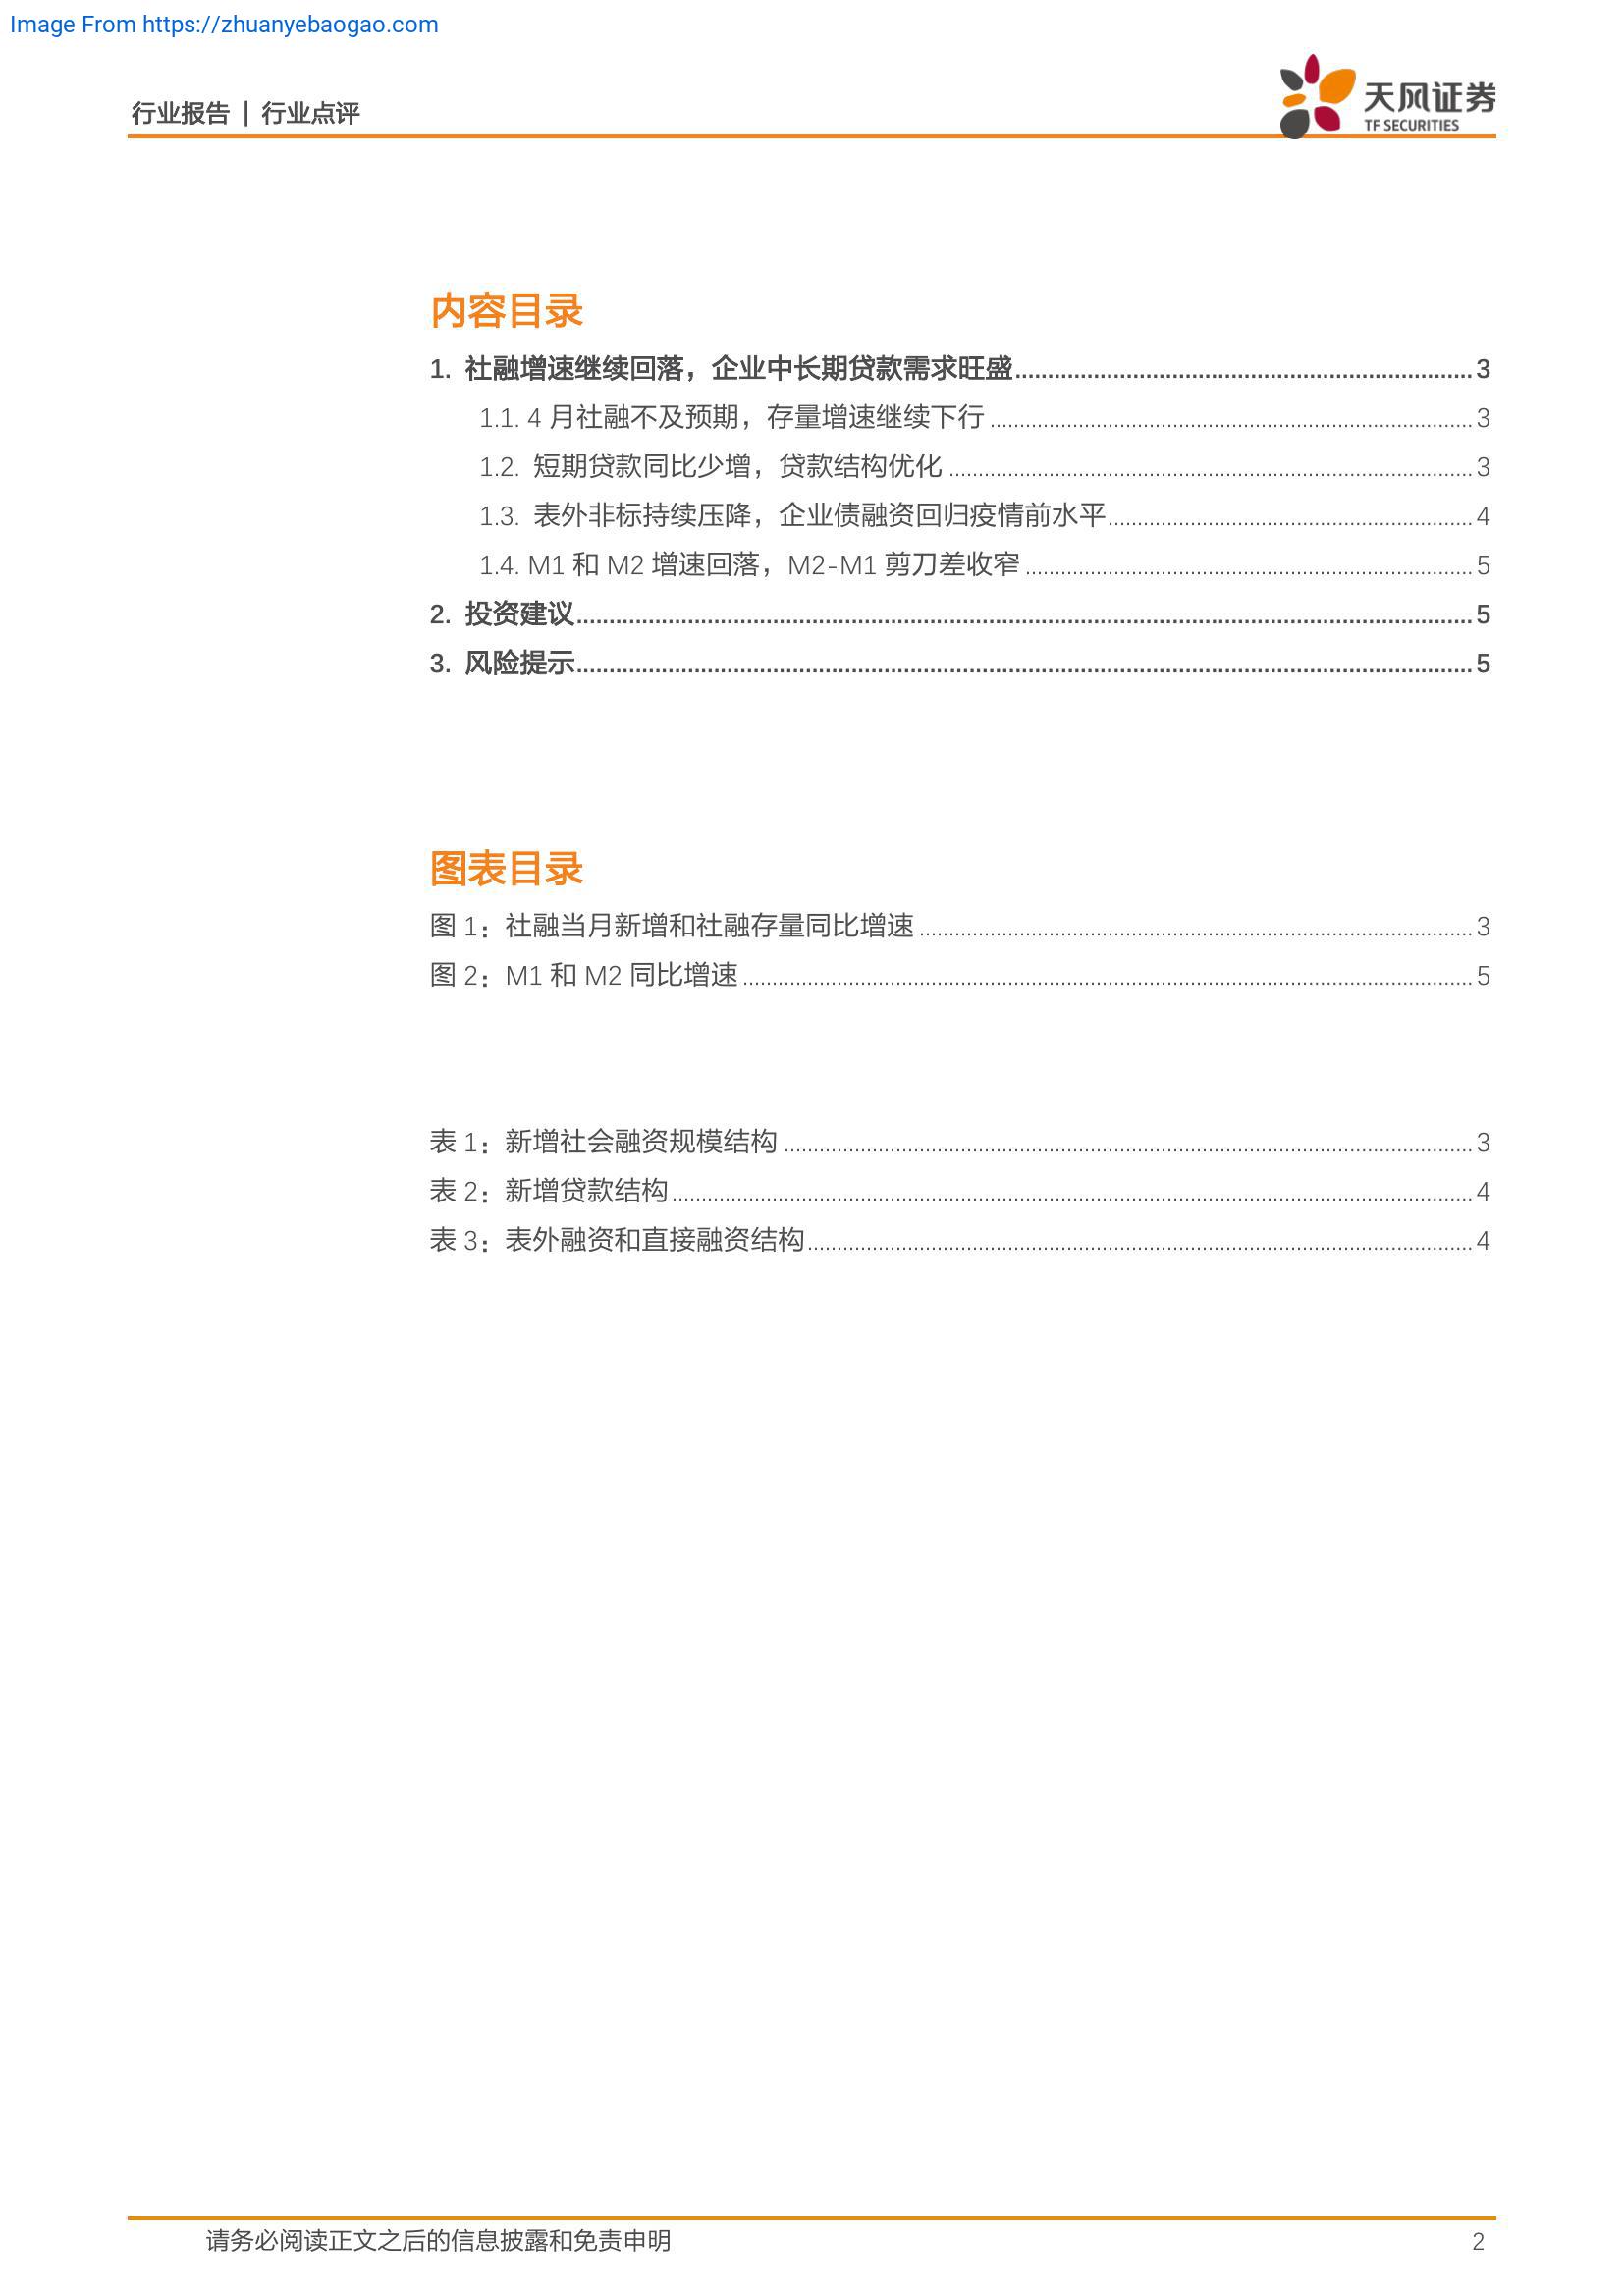 Image From https://zhuanyebaogao.com
行业报告 | 行业点评
天风证券
TF SECURITIES
内容目录
1. 社融增速继续回落，企业中长期贷款需求旺盛 3
1.1. 4 月社融不及预期，存量增速继续下行 3
1.2. 短期贷款同比少增，贷款结构优化 3
1.3. 表外非标持续压降，企业债融资回归疫情前水平 4
1.4. M1 和 M2 增速回落，M2-M1 剪刀差收窄 5
2. 投资建议 5
3. 风险提示 5
图表目录
图 1：社融当月新增和社融存量同比增速 3
图 2：M1 和 M2 同比增速 5
表 1：新增社会融资规模结构 3
表 2：新增贷款结构 4
表 3：表外融资和直接融资结构 4
请务必阅读正文之后的信息披露和免责申明 2